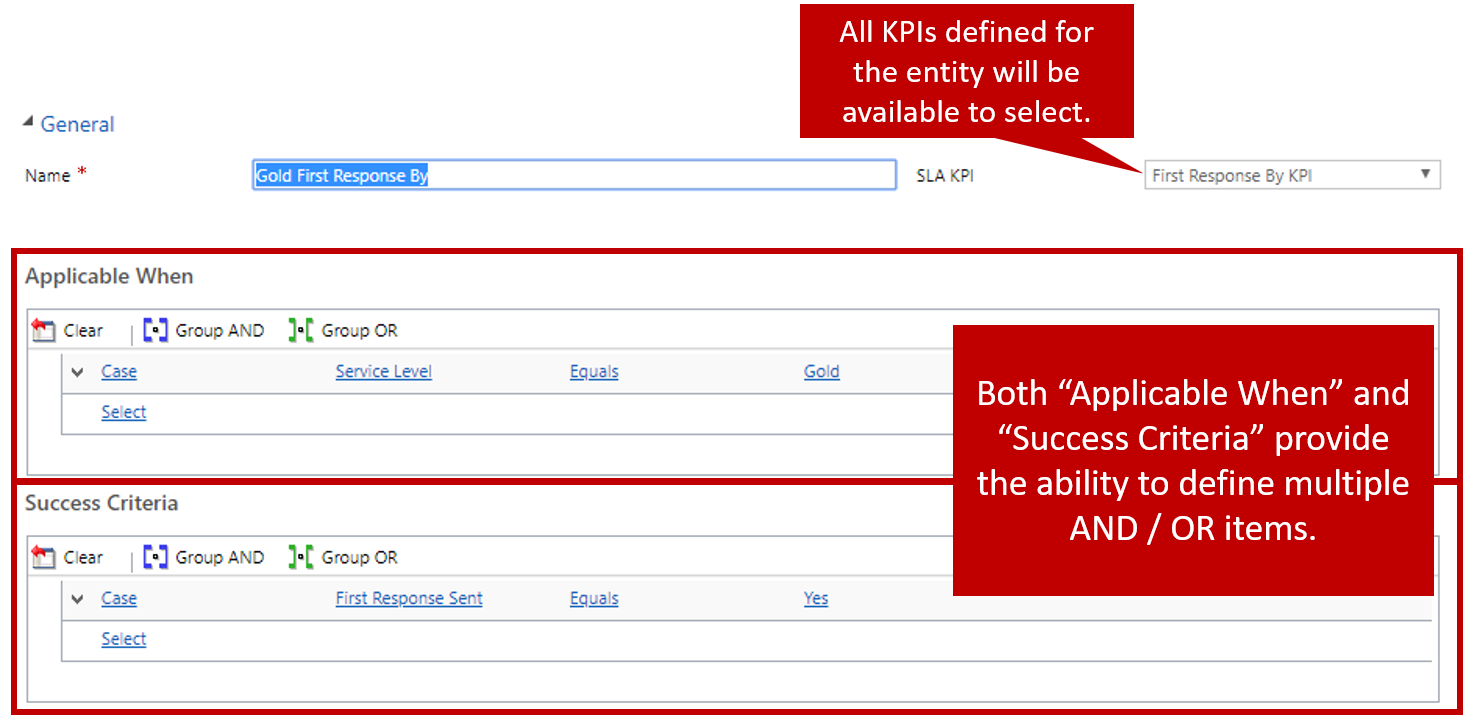 All KPIs defined for
the entity will be
available to select.
General
Name * Gold First Response By SLA KPI First Response By KPI
Applicable When
Clear Group AND Group OR
Case Service Level Equals Gold
Select
Both “Applicable When” and
“Success Criteria” provide
the ability to define multiple
AND / OR items.
Success Criteria
Clear Group AND Group OR
Case First Response Sent Equals Yes
Select